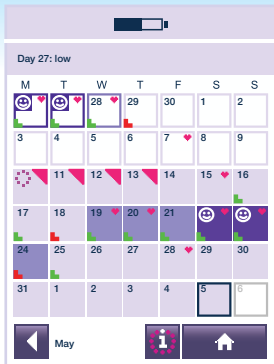 Day 27: low
M T W T F S S
28 29 30 1 2
3 4 5 6 7 8 9
11 12 13 14 15 16
17 18 19 20 21
24 25 26 27 28 29 30
31 1 2 3 4 5 6
May i